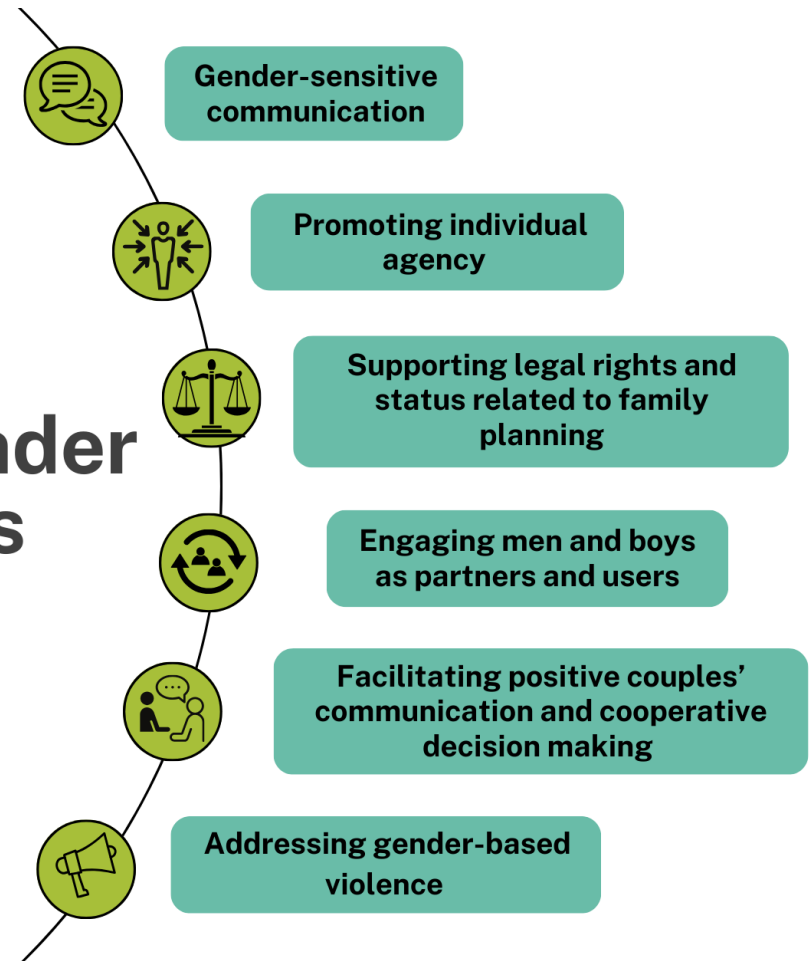 Gender-sensitive
communication
Promoting individual
agency
Supporting legal rights and
status related to family
planning
Engaging men and boys
as partners and users
Facilitating positive couples’
communication and cooperative
decision making
Addressing gender-based
violence